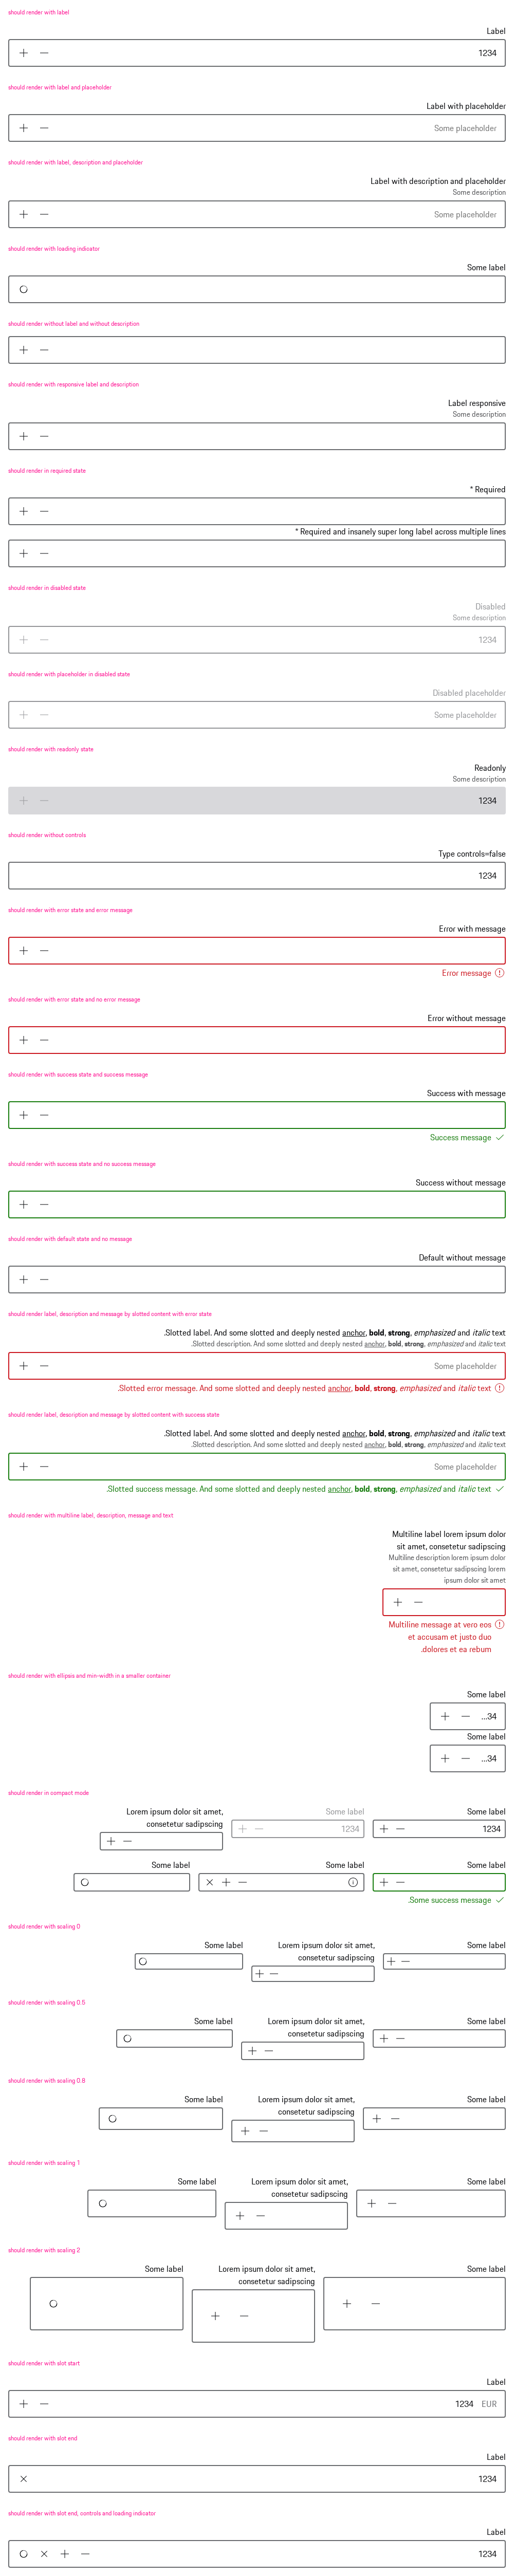 should render with label
Label
1234
should render with label and placeholder
Label with placeholder
Some placeholder
should render with label, description and placeholder
Label with description and placeholder
Some description
Some placeholder
should render with loading indicator
Some label
should render without label and without description
should render with responsive label and description
Label responsive
Some description
should render in required state
* Required
* Required and insanely super long label across multiple lines
should render in disabled state
Disabled
Some description
1234
should render with placeholder in disabled state
Disabled placeholder
Some placeholder
should render with readonly state
Readonly
Some description
1234
should render without controls
Type controls=false
1234
should render with error state and error message
Error with message
Error message
should render with error state and no error message
Error without message
should render with success state and success message
Success with message
Success message
should render with success state and no success message
Success without message
should render with default state and no message
Default without message
should render label, description and message by slotted content with error state
.Slotted label. And some slotted and deeply nested anchor, bold, strong, emphasized and italic text
.Slotted description. And some slotted and deeply nested anchor, bold, strong, emphasized and italic text
Some placeholder
.Slotted error message. And some slotted and deeply nested anchor, bold, strong, emphasized and italic text
should render label, description and message by slotted content with success state
.Slotted label. And some slotted and deeply nested anchor, bold, strong, emphasized and italic text
.Slotted description. And some slotted and deeply nested anchor, bold, strong, emphasized and italic text
Some placeholder
.Slotted success message. And some slotted and deeply nested anchor, bold, strong, emphasized and italic text
should render with multiline label, description, message and text
Multiline label lorem ipsum dolor
sit amet, consetetur sadipscing
Multiline description lorem ipsum dolor
sit amet, consetetur sadipscing lorem
ipsum dolor sit amet
Multiline message at vero eos
et accusam et justo duo
.dolores et ea rebum
should render with ellipsis and min-width in a smaller container
Some label
...34
Some label
...34
should render in compact mode
Lorem ipsum dolor sit amet,
consetetur sadipscing
Some label
1234
Some label
1234
Some label
Some label
Some label
.Some success message
should render with scaling 0
Some label
Lorem ipsum dolor sit amet,
consetetur sadipscing
Some label
should render with scaling 0.5
Some label
Lorem ipsum dolor sit amet,
consetetur sadipscing
Some label
should render with scaling 0.8
Some label
Lorem ipsum dolor sit amet,
consetetur sadipscing
Some label
should render with scaling 1
Some label
Lorem ipsum dolor sit amet,
consetetur sadipscing
Some label
should render with scaling 2
Some label
Lorem ipsum dolor sit amet,
consetetur sadipscing
Some label
should render with slot start
Label
1234 EUR
should render with slot end
Label
1234
should render with slot end, controls and loading indicator
Label
1234